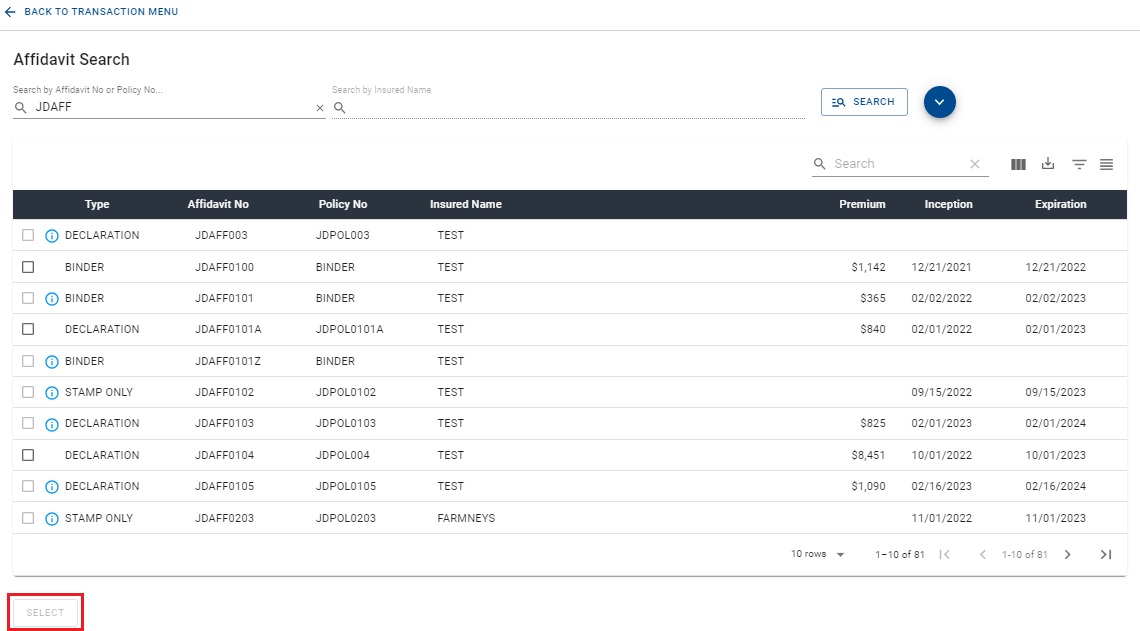 BACK TO TRANSACTION MENU
Affidavit Search
Search by Affidavit No or Policy No... Search by Insured Name
JDAFF
SEARCH
Search
Type Affidavit No Policy No Insured Name Premium Inception Expiration
DECLARATION JDAFF003 JDPOL003 TEST
BINDER JDAFF0100 BINDER TEST $1,142 12/21/2021 12/21/2022
BINDER JDAFF0101 BINDER TEST $365 02/02/2022 02/02/2023
DECLARATION JDAFF0101A JDPOL0101A TEST $840 02/01/2022 02/01/2023
BINDER JDAFF0101Z BINDER TEST
STAMP ONLY JDAFF0102 JDPOL0102 TEST 09/15/2022 09/15/2023
DECLARATION JDAFF0103 JDPOL0103 TEST $825 02/01/2023 02/01/2024
DECLARATION JDAFF0104 JDPOL004 TEST $8,451 10/01/2022 10/01/2023
DECLARATION JDAFF0105 JDPOL0105 TEST $1,090 02/16/2023 02/16/2024
STAMP ONLY JDAFF0203 JDPOL0203 FARMNEYS 11/01/2022 11/01/2023
10 rows 1–10 of 81 1-10 of 81
SELECT